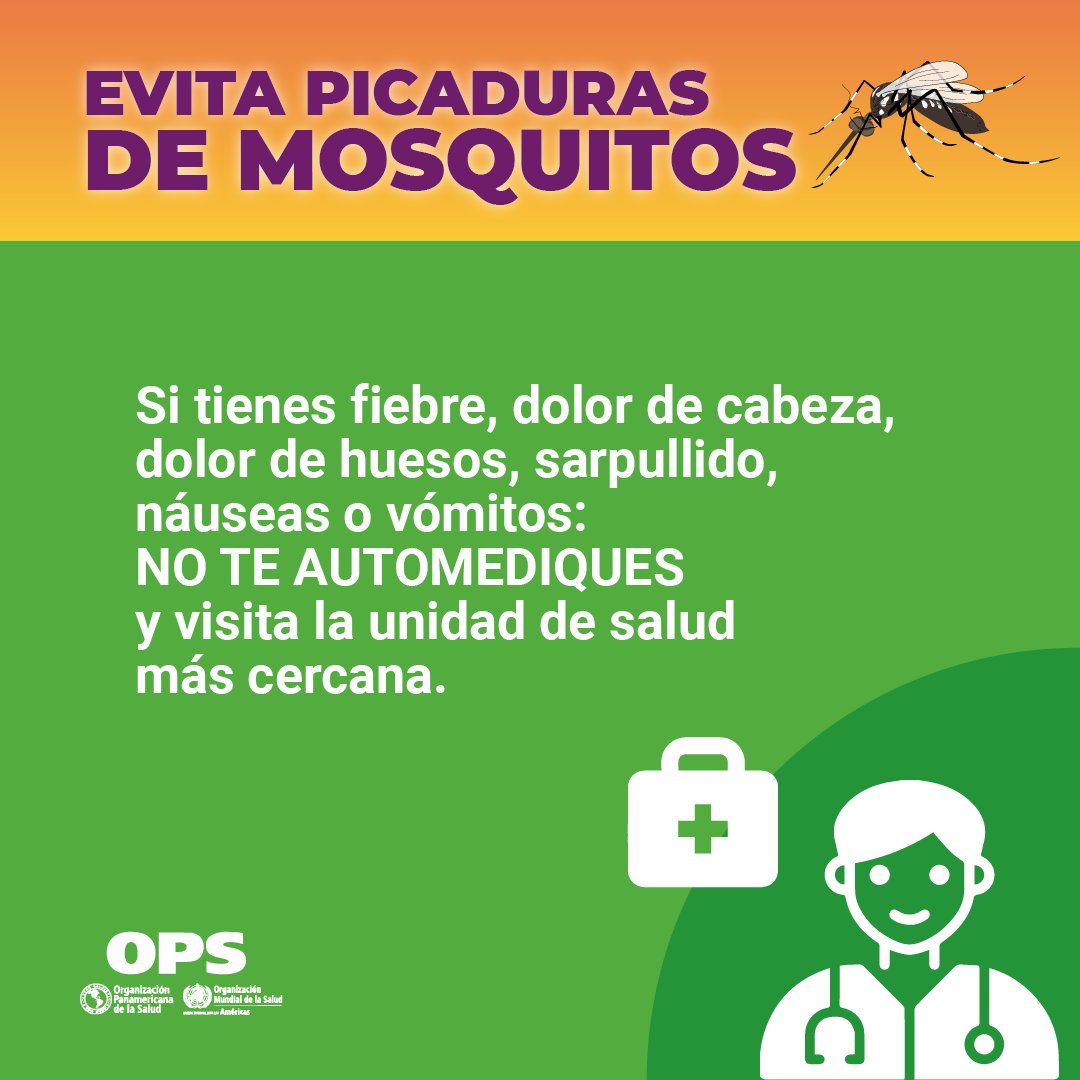 EVITA PICADURAS
DE MOSQUITOS
Si tienes fiebre, dolor de cabeza,
dolor de huesos, sarpullido,
náuseas o vómitos:
NO TE AUTOMEDIQUES
y visita la unidad de salud
más cercana.
OPS
Organización
Panamericana
de la Salud
Organización
Mundial de la Salud
Américas